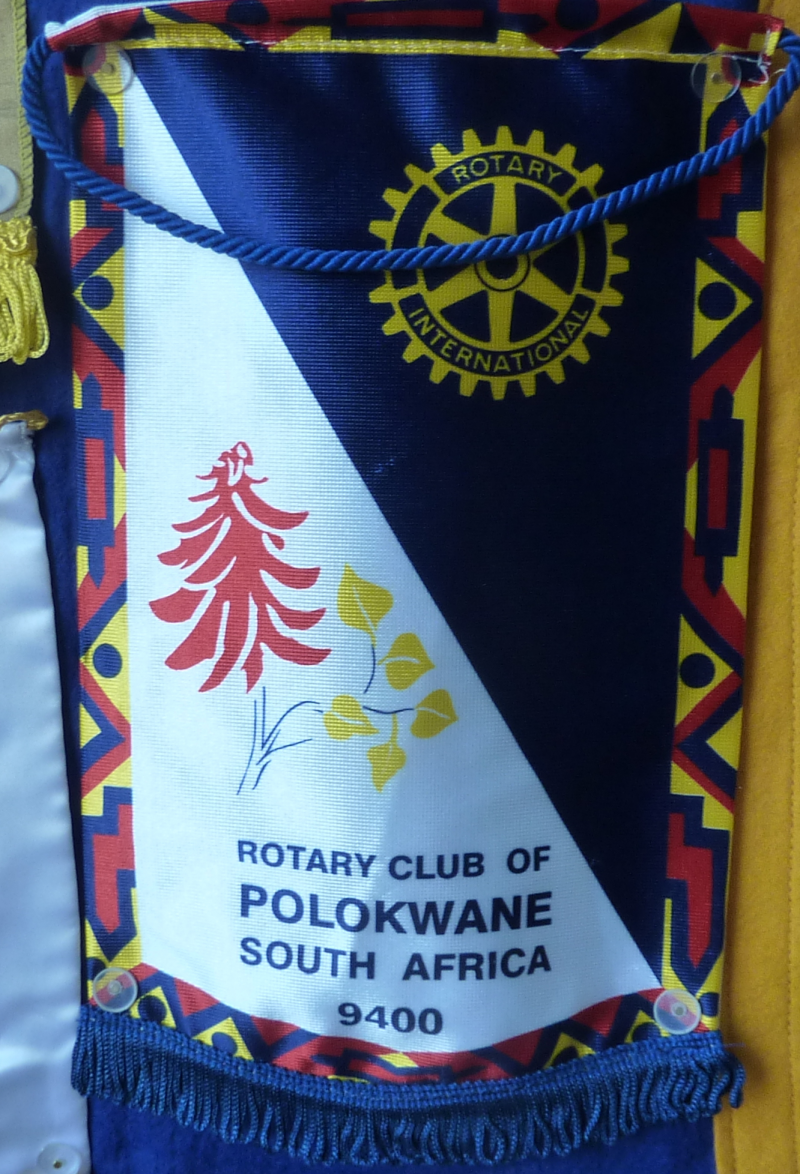 ROTARY
INTERNATIONAL
ROTARY CLUB OF
POLOKWANE
SOUTH AFRICA
9400